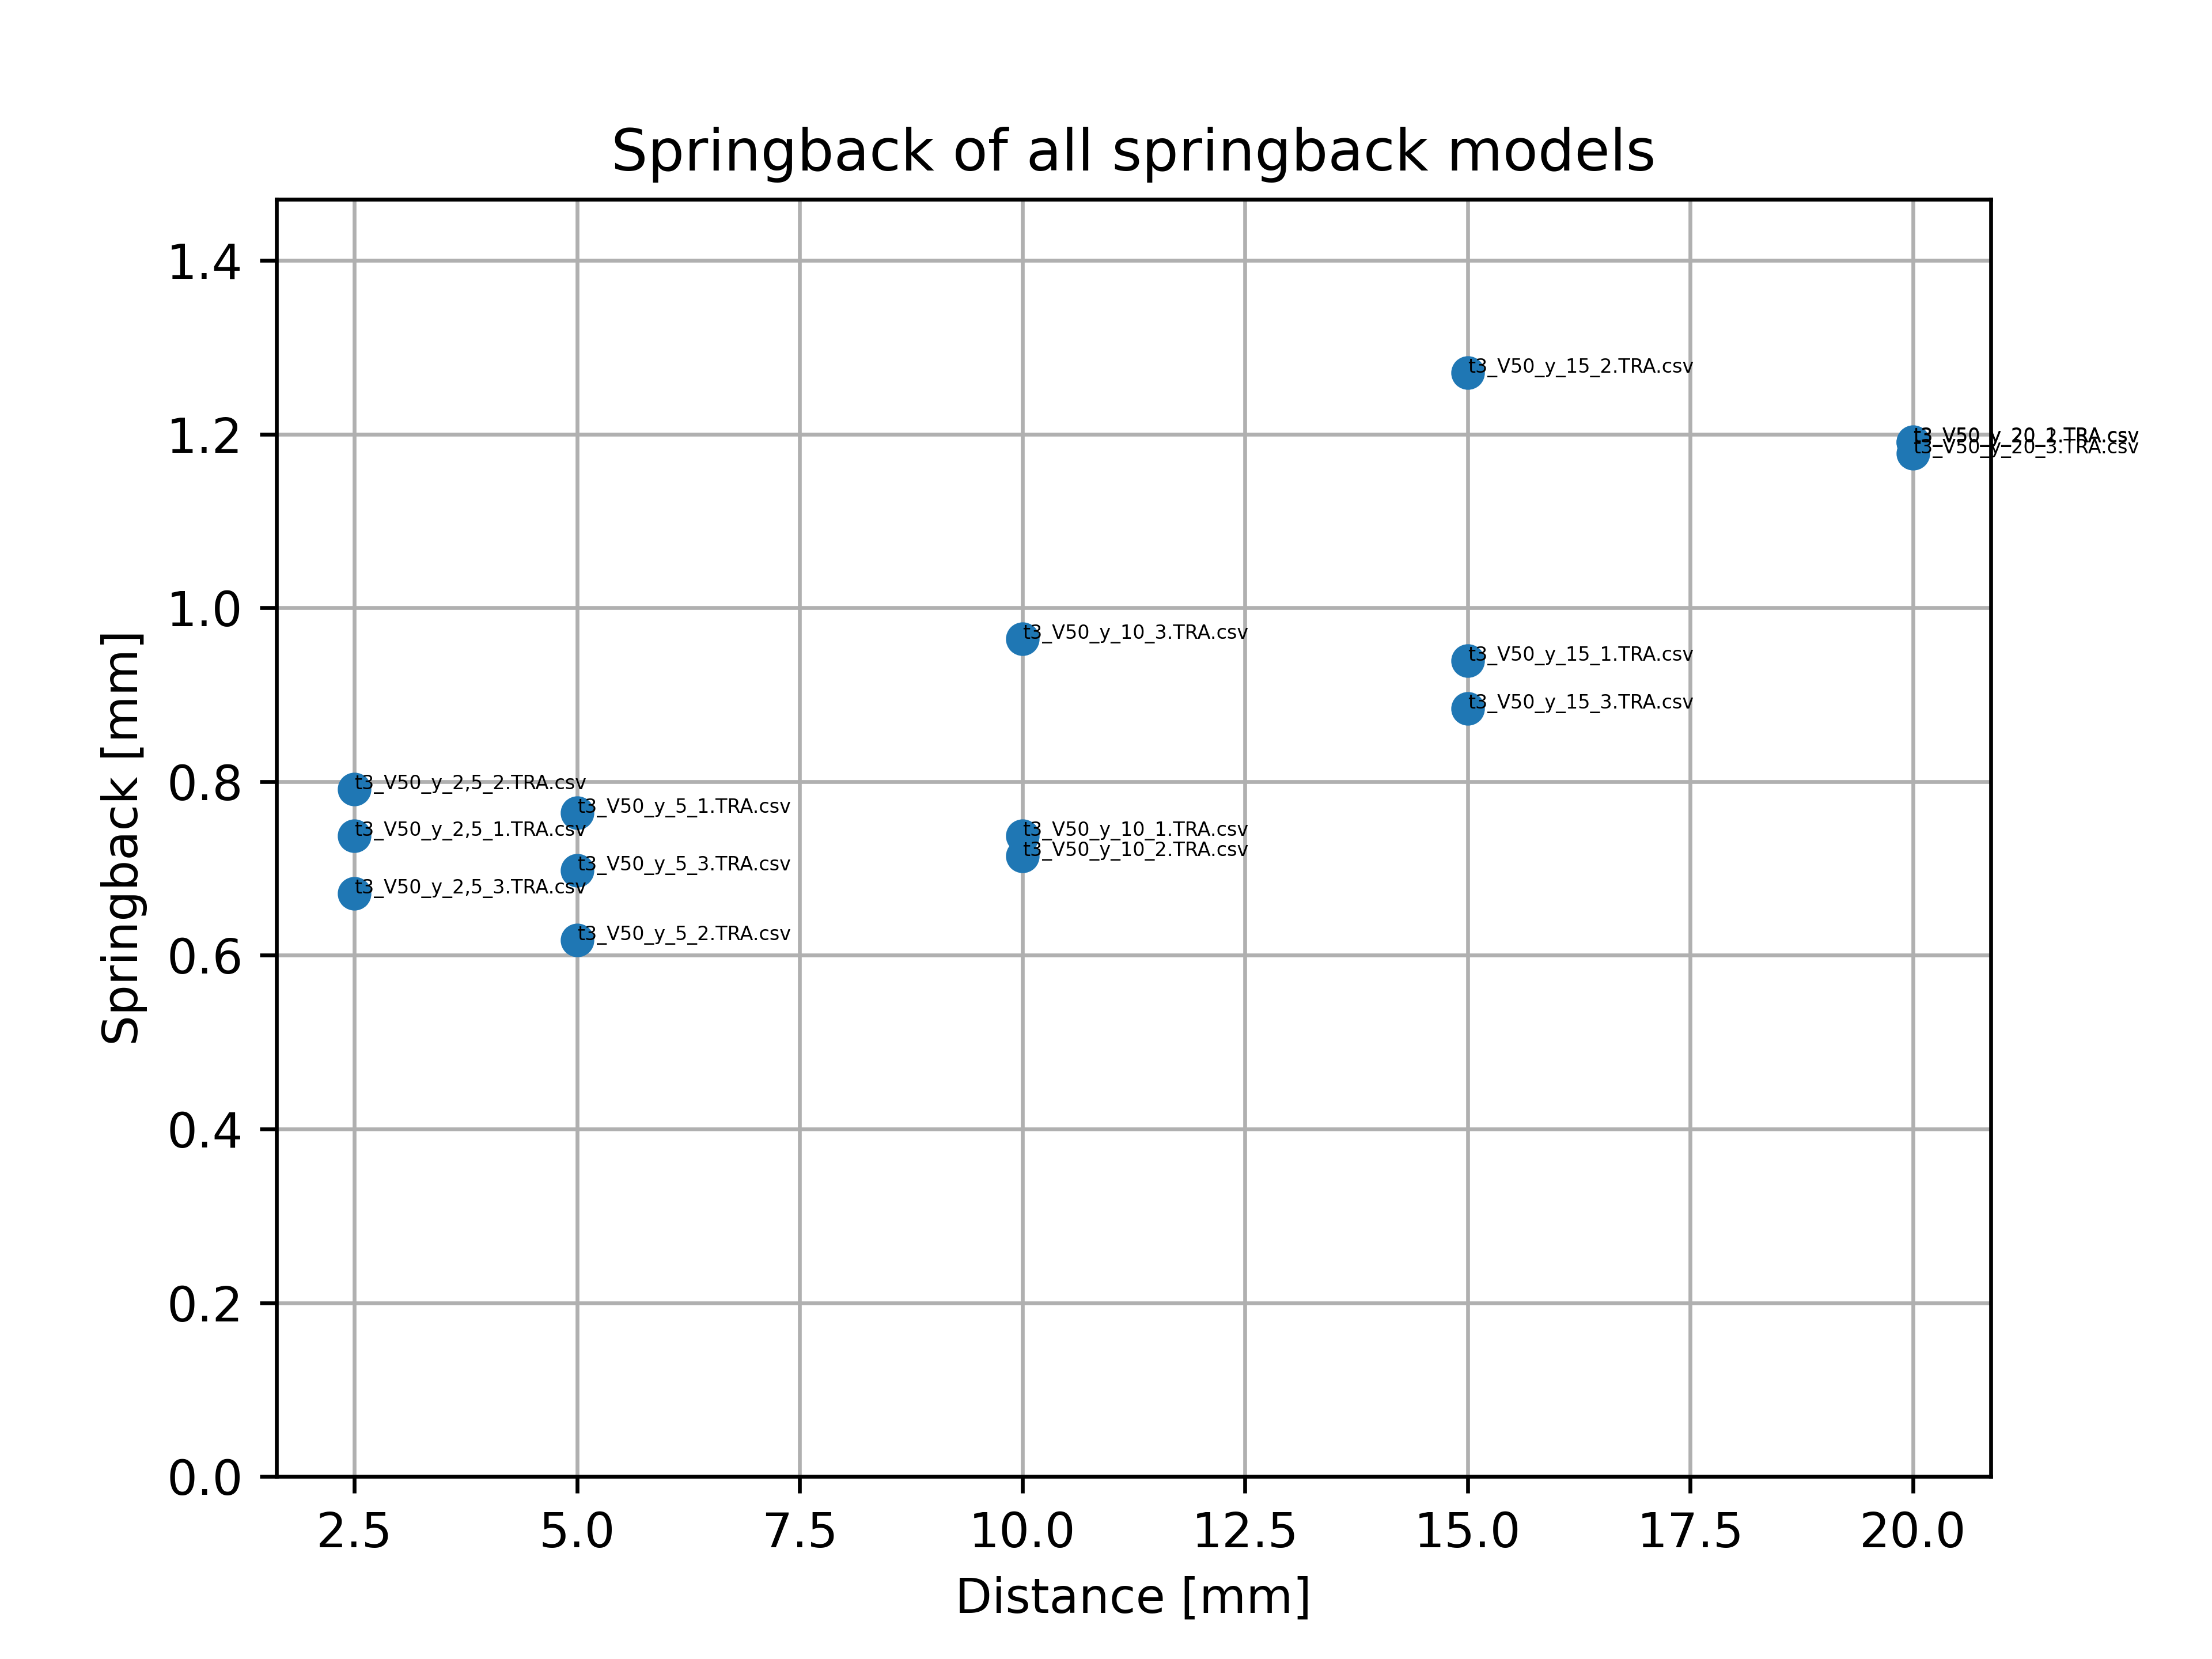 Springback of all springback models
Springback [mm]
1.4
1.2
1.0
0.8
0.6
0.4
0.2
0.0
t3_V50_y_15_2.TRA.csv
t3_V50_y_20_3.TRA.csv
t3_V50_y_10_3.TRA.csv
t3_V50_y_15_1.TRA.csv
t3_V50_y_15_3.TRA.csv
t3_V50_y_2,5_2.TRA.csv
t3_V50_y_5_1.TRA.csv
t3_V50_y_2,5_1.TRA.csv
t3_V50_y_10_1.TRA.csv
t3_V50_y_10_2.TRA.csv
t3_V50_y_5_3.TRA.csv
t3_V50_y_2,5_3.TRA.csv
t3_V50_y_5_2.TRA.csv
2.5 5.0 7.5 10.0 12.5 15.0 17.5 20.0
Distance [mm]